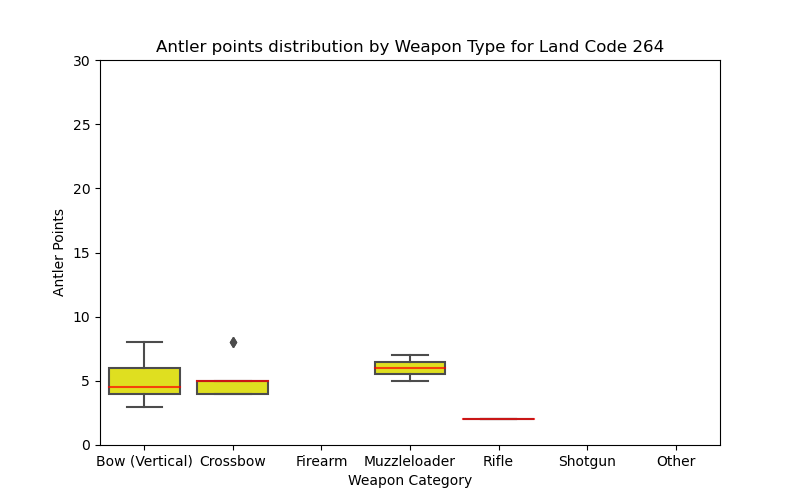 Antler points distribution by Weapon Type for Land Code 264
30
25
20
15
10
5
0
Antler Points
Bow (Vertical) Crossbow Firearm Muzzleloader Rifle Shotgun Other
Weapon Category